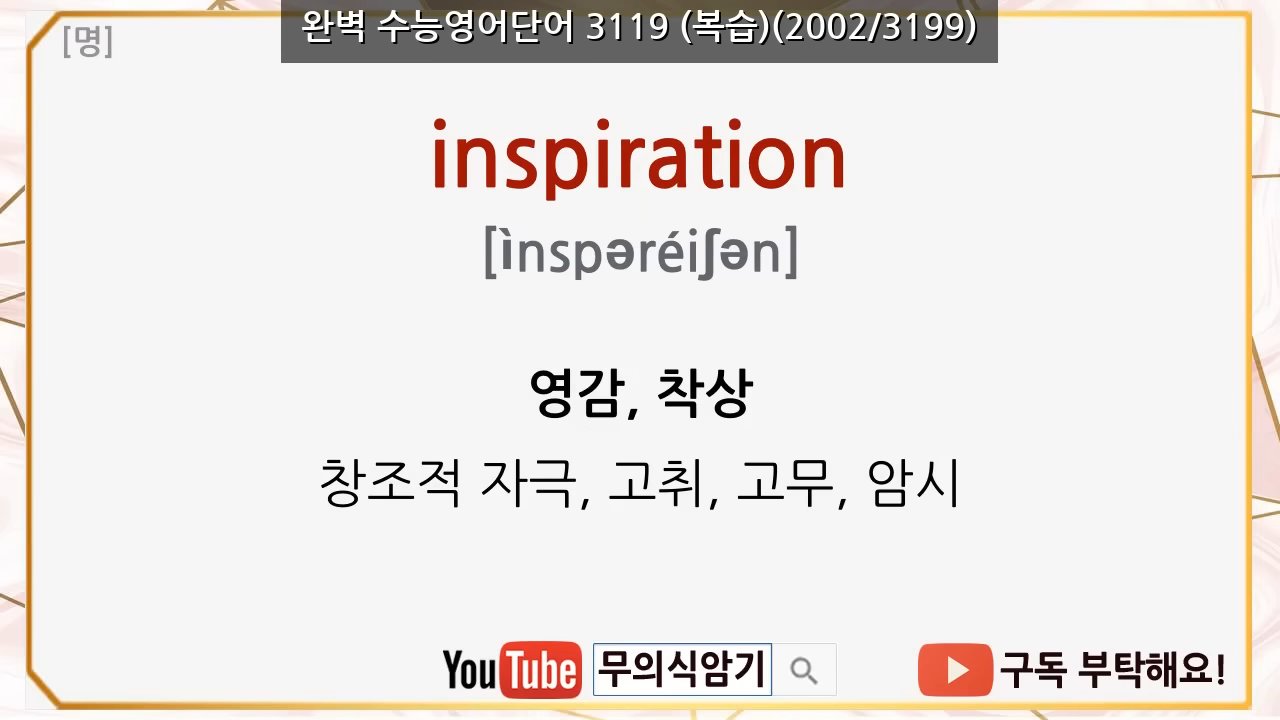 완벽 수능영어단어 3119 (복습)(2002/3199)
[명]
inspiration
[ìnspəréiʃən]
영감, 착상
창조적 자극, 고취, 고무, 암시
YouTube 무의식암기 구독 부탁해요!